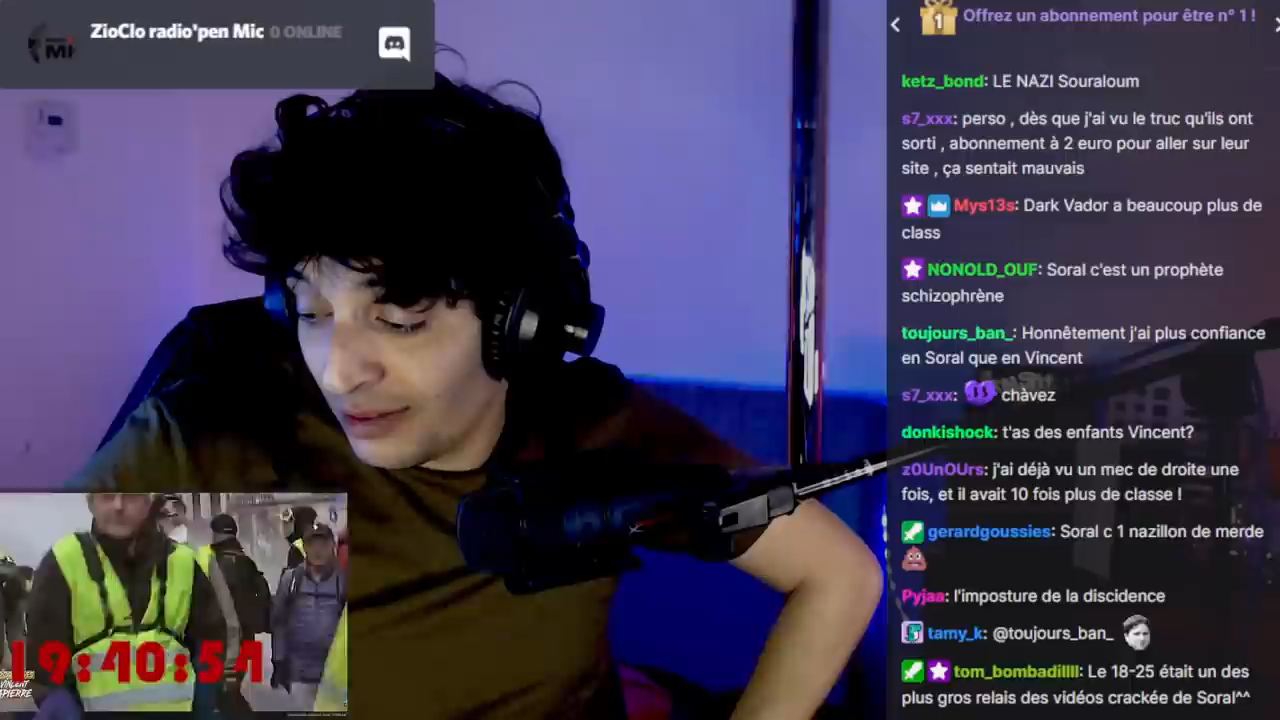 ZioClo radio'pen Mic 0 ONLINE
MI
1 Offrez un abonnement pour être n° 1 !
ketz_bond: LE NAZI Souraloum
s7_xxx: perso , dès que j'ai vu le truc qu'ils ont
sorti , abonnement à 2 euro pour aller sur leur
site , ça sentait mauvais
Mys13s: Dark Vador a beaucoup plus de
class
NONOLD_OUF: Soral c'est un prophète
schizophrène
toujours_ban_: Honnêtement j'ai plus confiance
en Soral que en Vincent
s7_xxx: chàvez
donkishock: t'as des enfants Vincent?
z0UnOUrs: j'ai déjà vu un mec de droite une
fois, et il avait 10 fois plus de classe !
gerardgoussies: Soral c 1 nazillon de merde
Pyjaa: l'imposture de la discidence
tamy_k: @toujours_ban_
tom_bombadillll: Le 18-25 était un des
plus gros relais des vidéos crackée de Soral^^
19:40:54
VINCENT
LAPIERRE